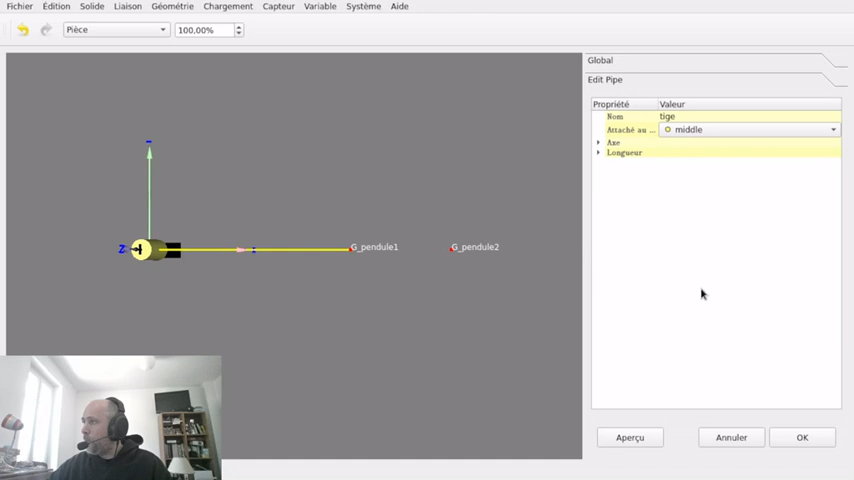 Fichier Édition Solide Liaison Géométrie Chargement Capteur Variable Système Aide
Pièce 100,00%
Global
Edit Pipe
Propriété Valeur
Nom tige
Attaché au ... middle
Axe
Longueur
Z
G_pendule1 G_pendule2
Aperçu Annuler OK